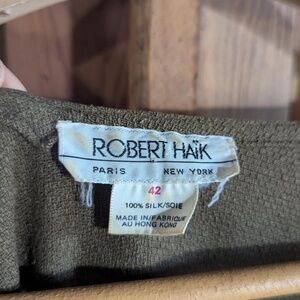 ROBERT HAÏK
PARIS NEW YORK
42
100% SILK/SOIE
MADE IN/FABRIQUÉ
AU HONG KONG